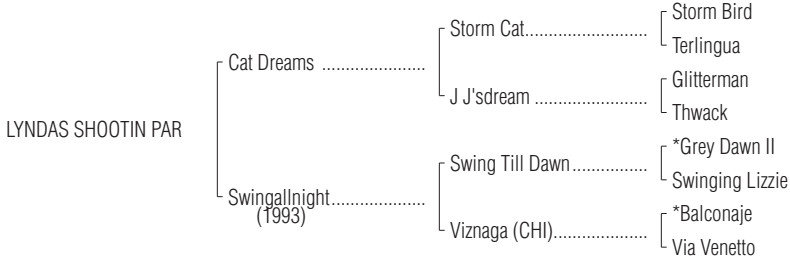 Storm Bird
Storm Cat..........................
Terlingua
Cat Dreams ......................
Glitterman
J J'sdream ........................
Thwack
LYNDAS SHOOTIN PAR
*Grey Dawn II
Swing Till Dawn................
Swinging Lizzie
Swingallnight....................
(1993)
*Balconaje
Viznaga (CHI)....................
Via Venetto